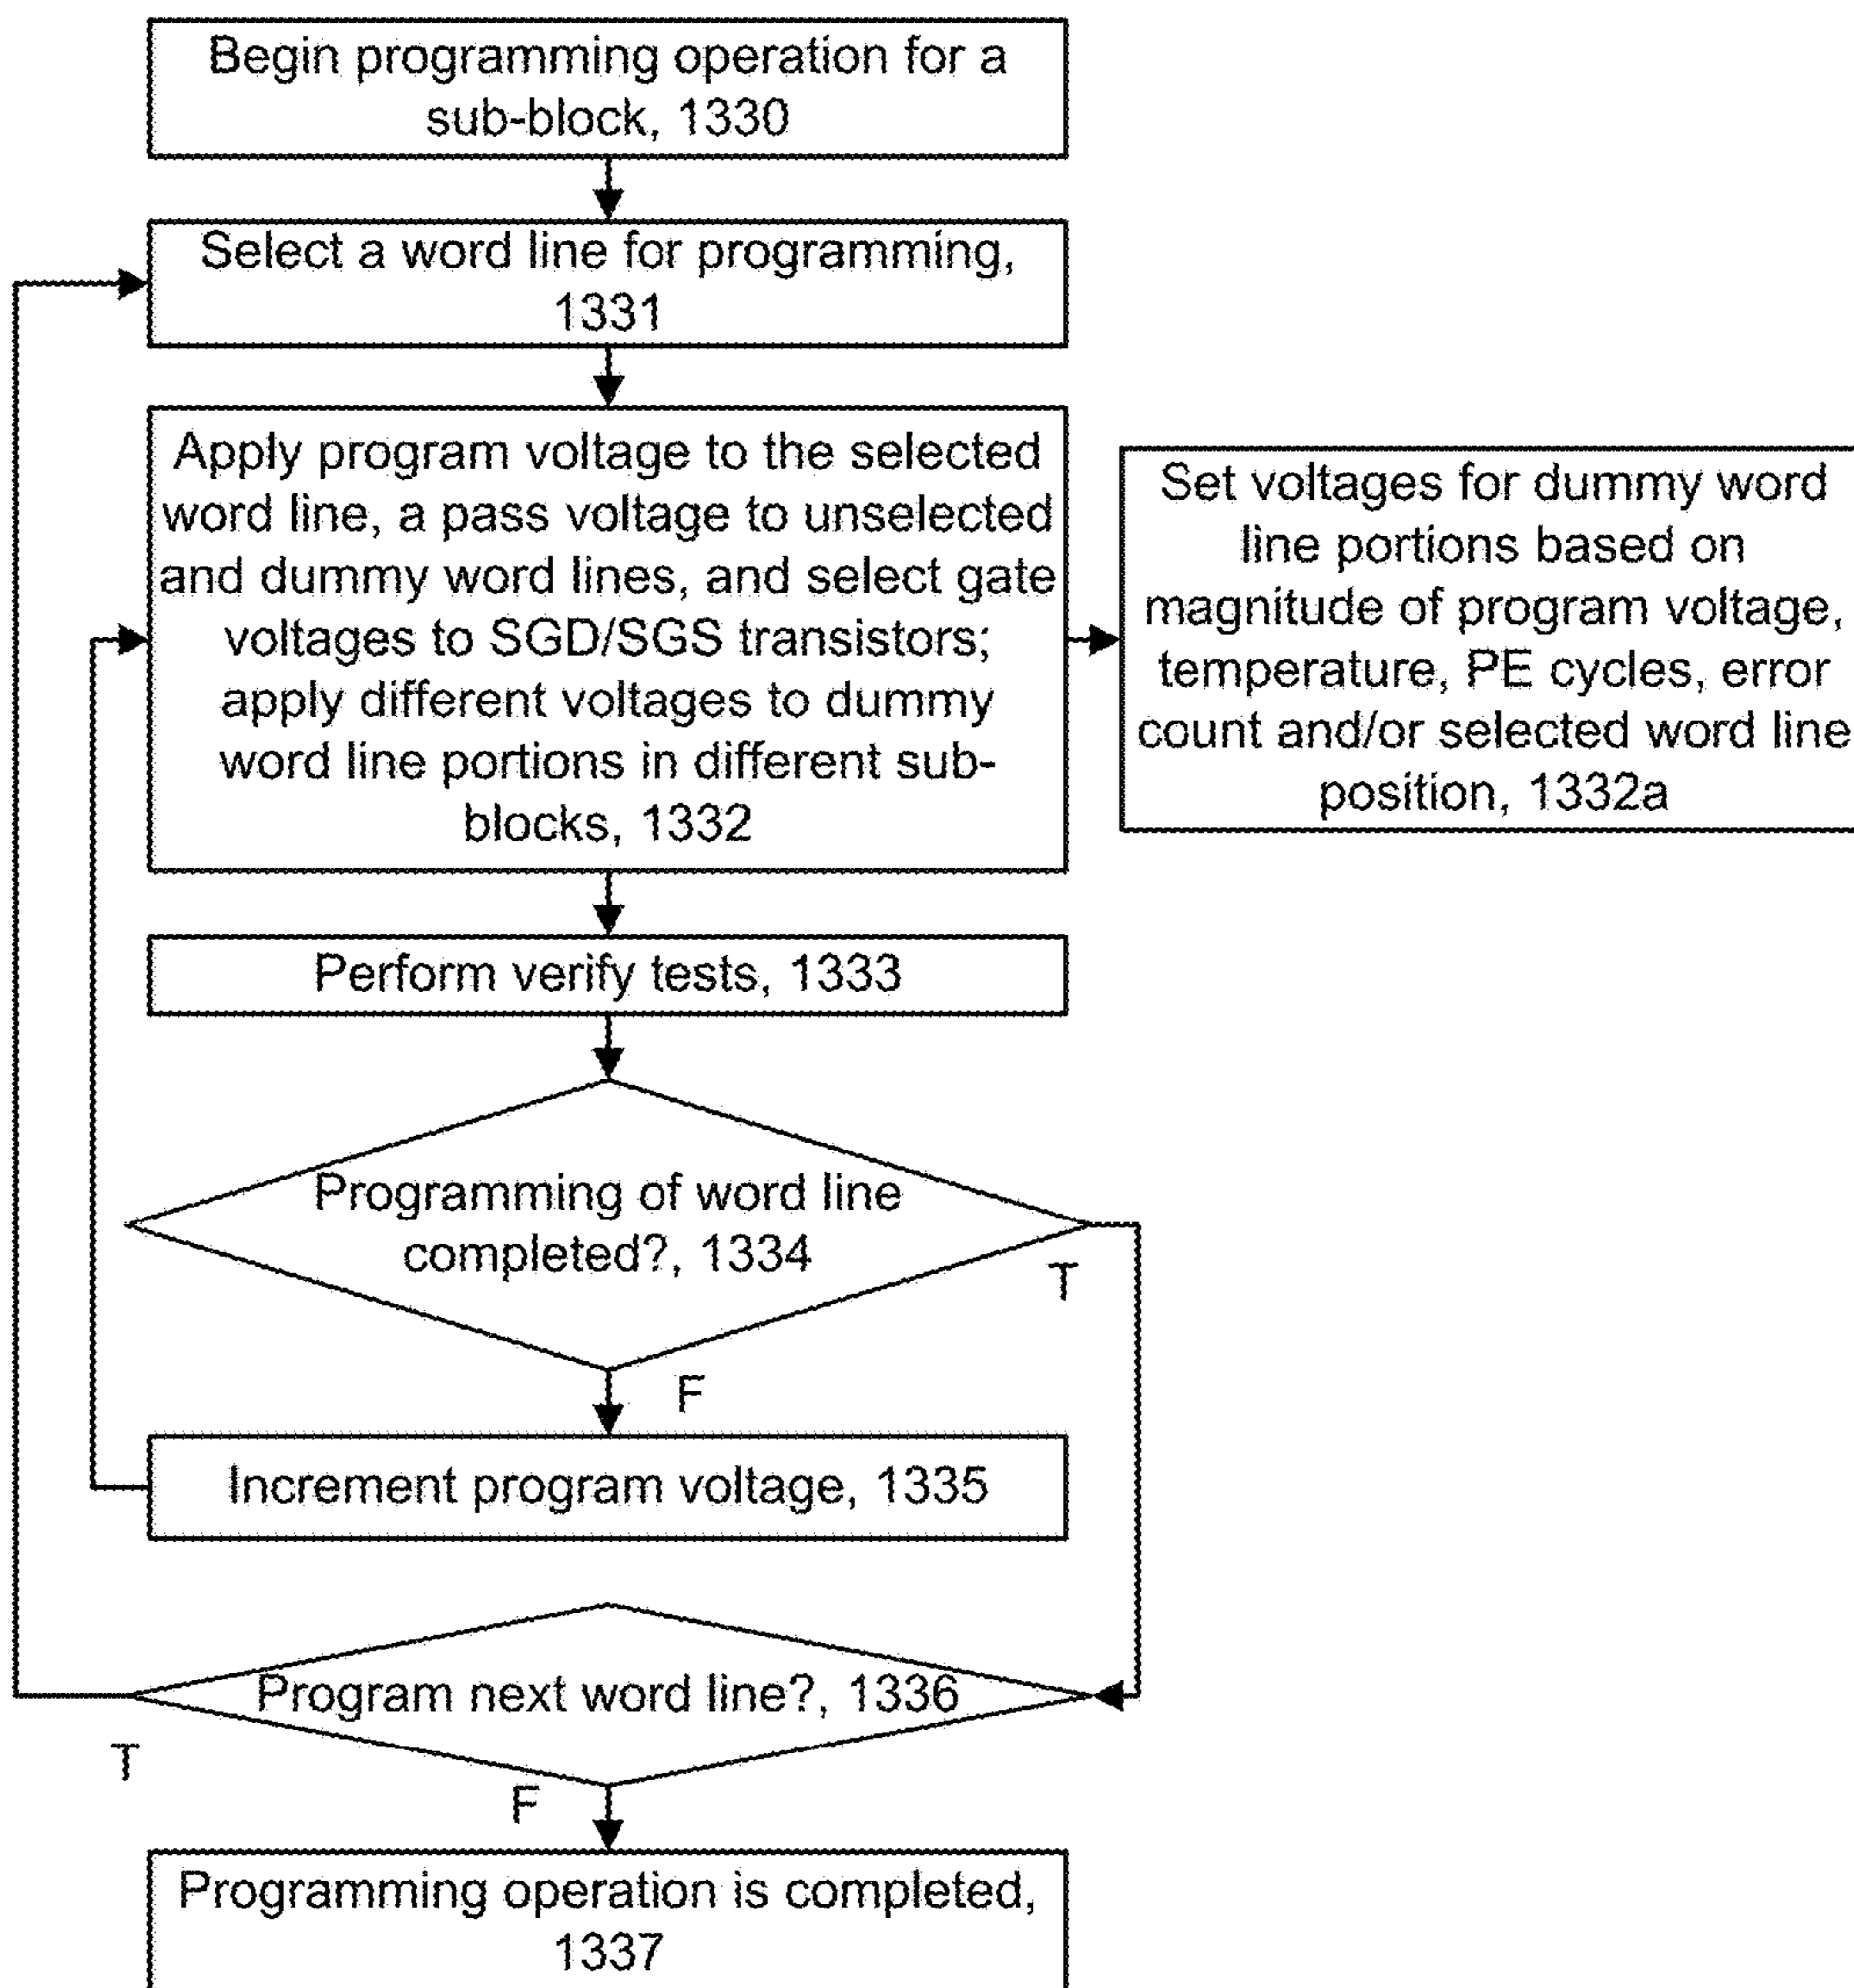 Begin programming operation for a
sub-block, 1330
Select a word line for programming,
1331
Apply program voltage to the selected
word line, a pass voltage to unselected
and dummy word lines, and select gate
voltages to SGD/SGS transistors;
apply different voltages to dummy
word line portions in different sub-
blocks, 1332
Set voltages for dummy word
line portions based on
magnitude of program voltage,
temperature, PE cycles, error
count and/or selected word line
position, 1332a
Perform verify tests, 1333
Programming of word line
completed?, 1334
T
F
Increment program voltage, 1335
Program next word line?, 1336
T
F
Programming operation is completed,
1337